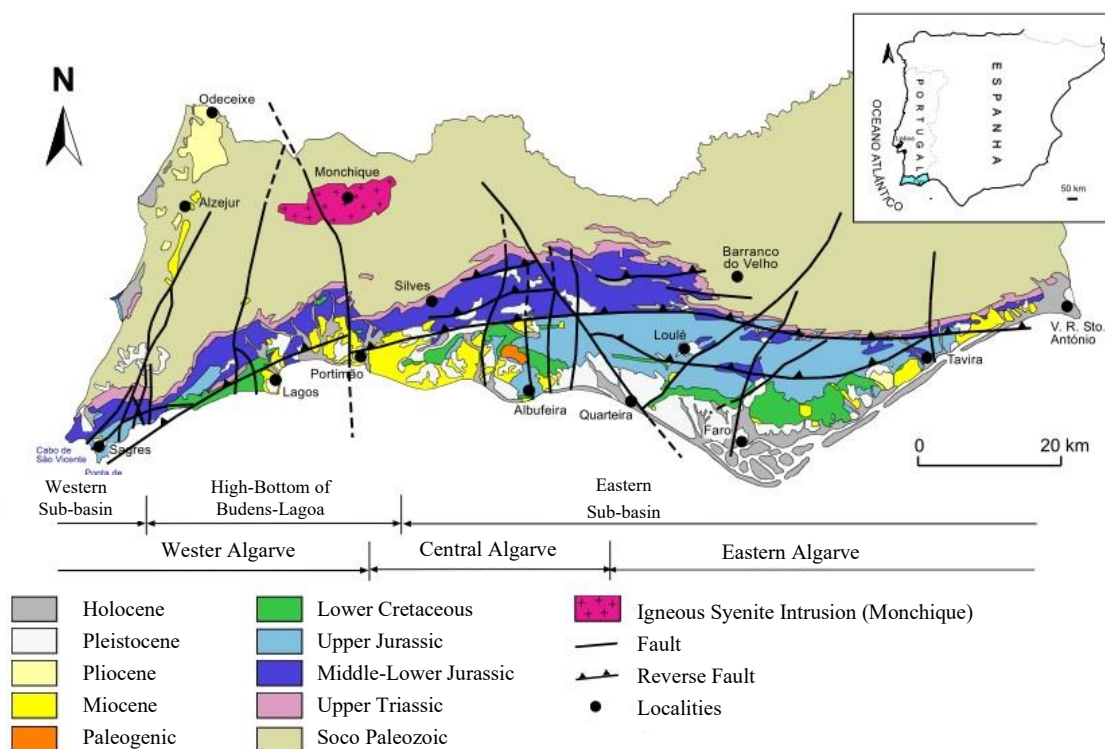 N
Odeceixe
Monchique
Alzejur
Silves
Barranco
do Velho
Loulé
V. R. Sto.
António
Tavira
Portimão
Lagos
Albufeira
Quarteira
Faro
Sagres
Cabo de
São Vicente
Ponta de
20 km
0
OCEANO ATLÂNTICO
PORTUGAL
ESPANHA
Lisboa
50 km
Western
Sub-basin
High-Bottom of
Budens-Lagoa
Eastern
Sub-basin
Wester Algarve
Central Algarve
Eastern Algarve
Holocene
Pleistocene
Pliocene
Miocene
Paleogenic
Lower Cretaceous
Upper Jurassic
Middle-Lower Jurassic
Upper Triassic
Soco Paleozoic
Igneous Syenite Intrusion (Monchique)
Fault
Reverse Fault
Localities